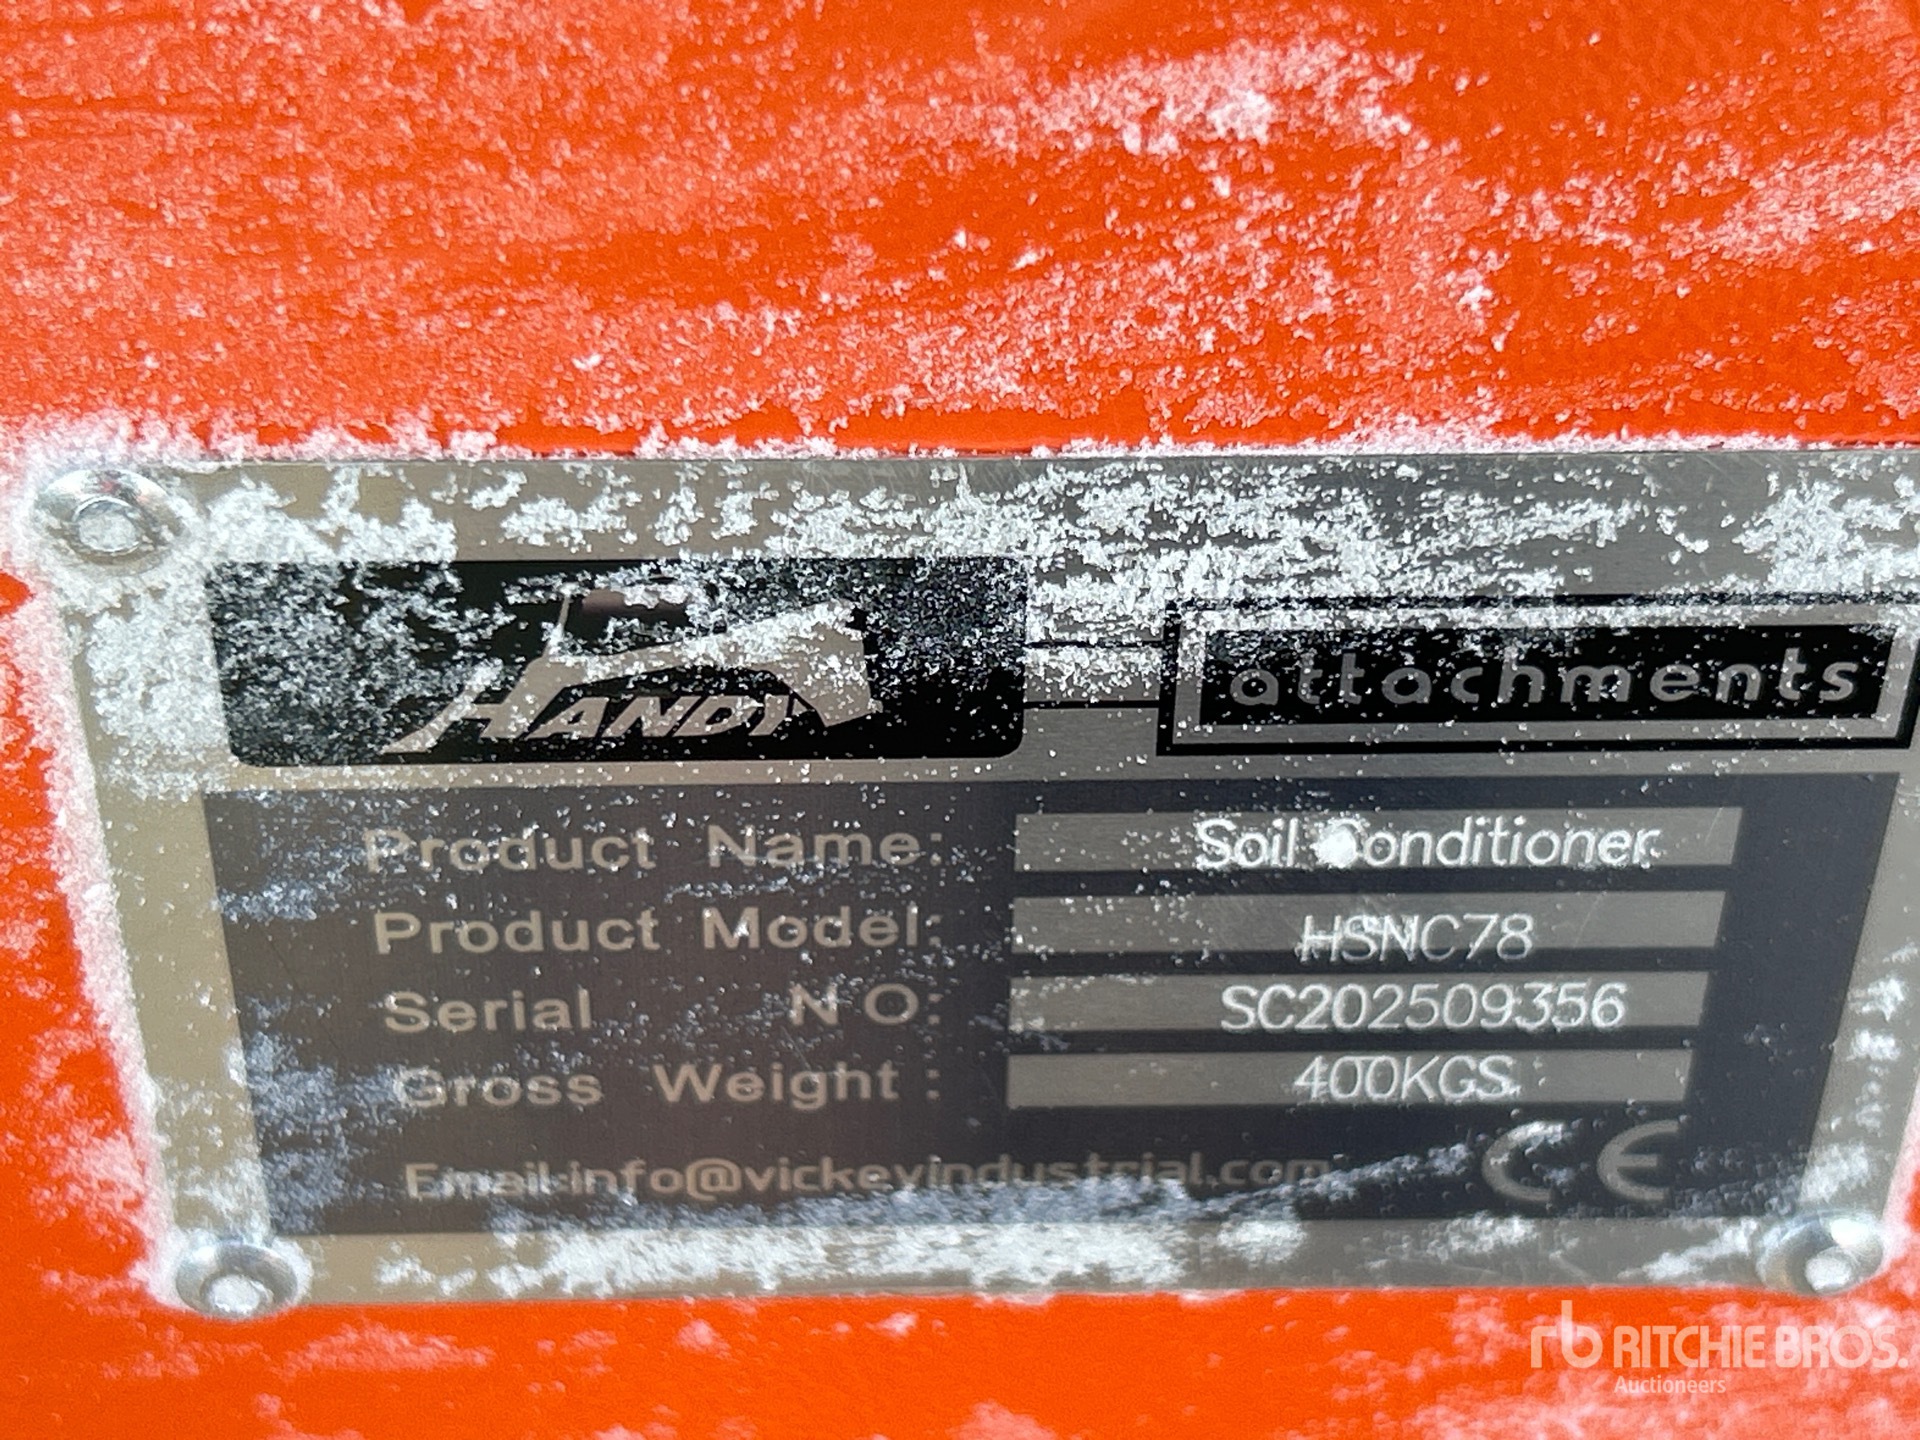 HANDY
attachments
Product Name: Soil Conditioner
Product Model: HSNC78
Serial NO: SC202509356
Gross Weight : 400KGS
Email:info@vickeyindustrial.com CE
rb RITCHIE BROS.
Auctioneers